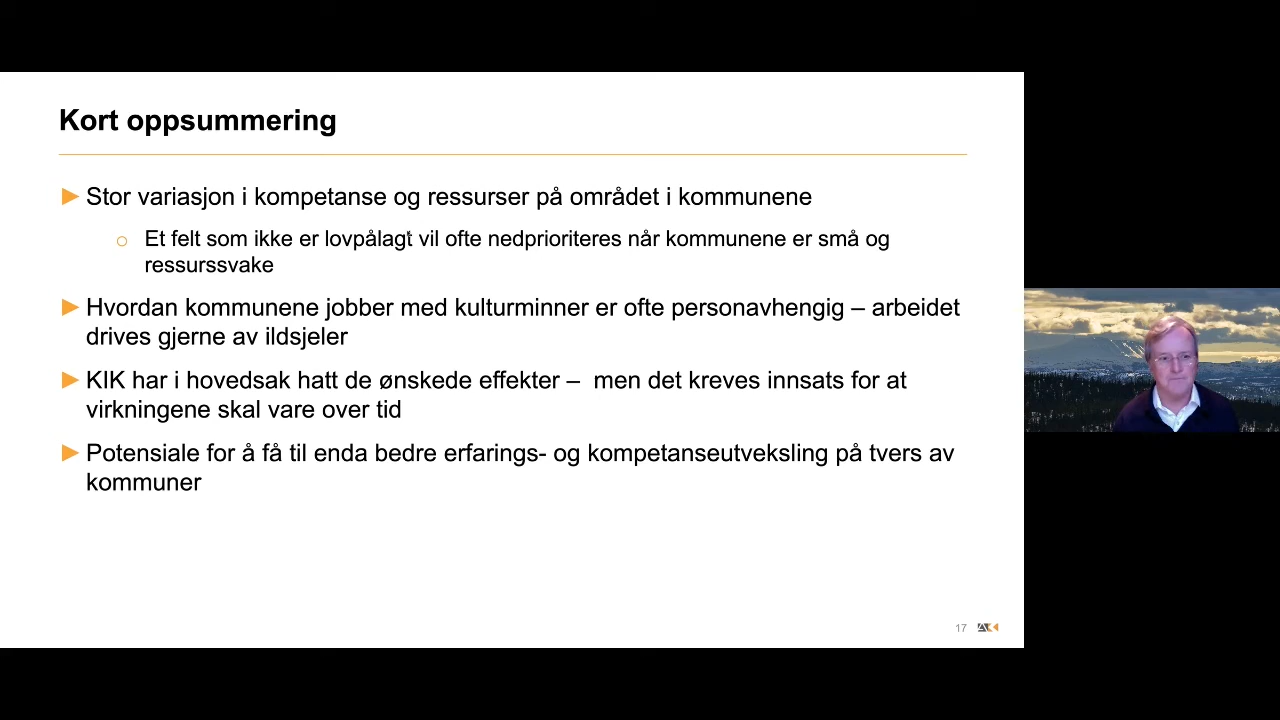 Kort oppsummering
Stor variasjon i kompetanse og ressurser på området i kommunene
Et felt som ikke er lovpålagt vil ofte nedprioriteres når kommunene er små og
ressurssvake
Hvordan kommunene jobber med kulturminner er ofte personavhengig – arbeidet
drives gjerne av ildsjeler
KIK har i hovedsak hatt de ønskede effekter – men det kreves innsats for at
virkningene skal vare over tid
Potensiale for å få til enda bedre erfarings- og kompetanseutveksling på tvers av
kommuner
17